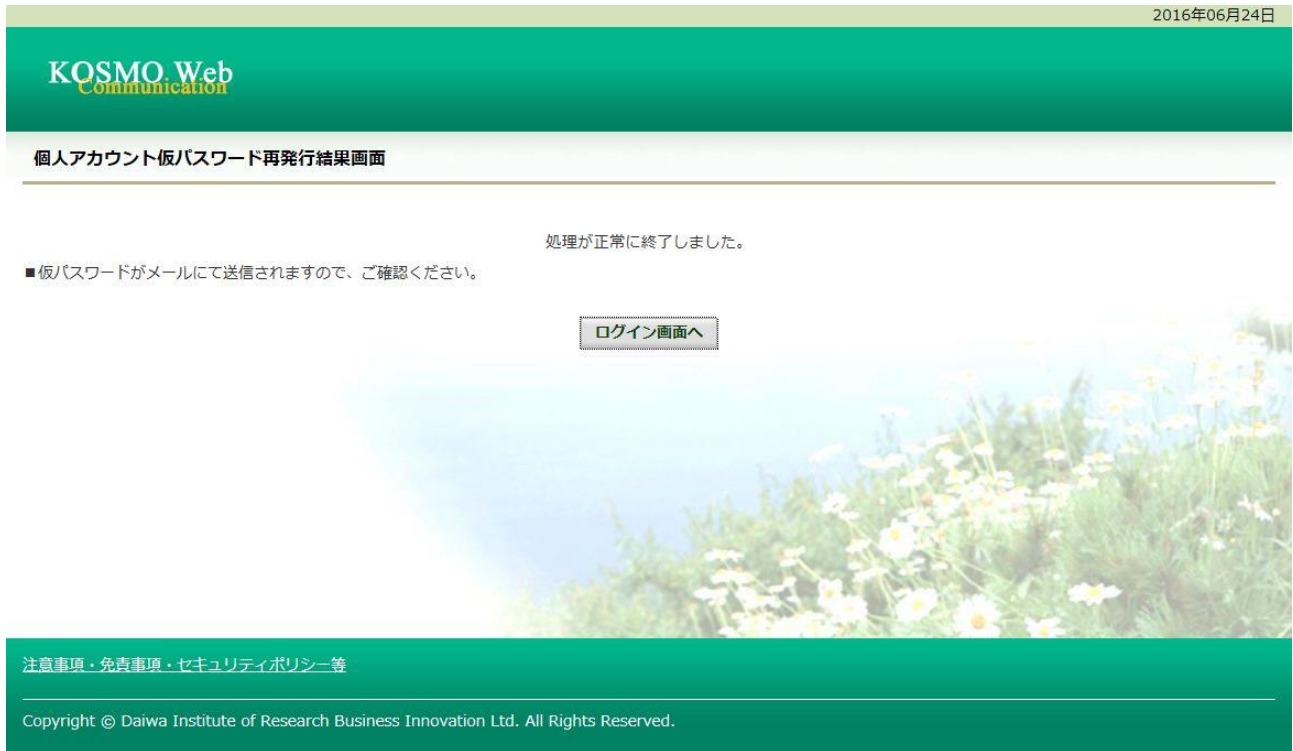 2016年06月24日
KOSMO Web
Communication
個人アカウント仮パスワード再発行結果画面
処理が正常に終了しました。
■仮パスワードがメールにて送信されますので、ご確認ください。
ログイン画面へ
注意事項・免責事項・セキュリティポリシー等
Copyright © Daiwa Institute of Research Business Innovation Ltd. All Rights Reserved.